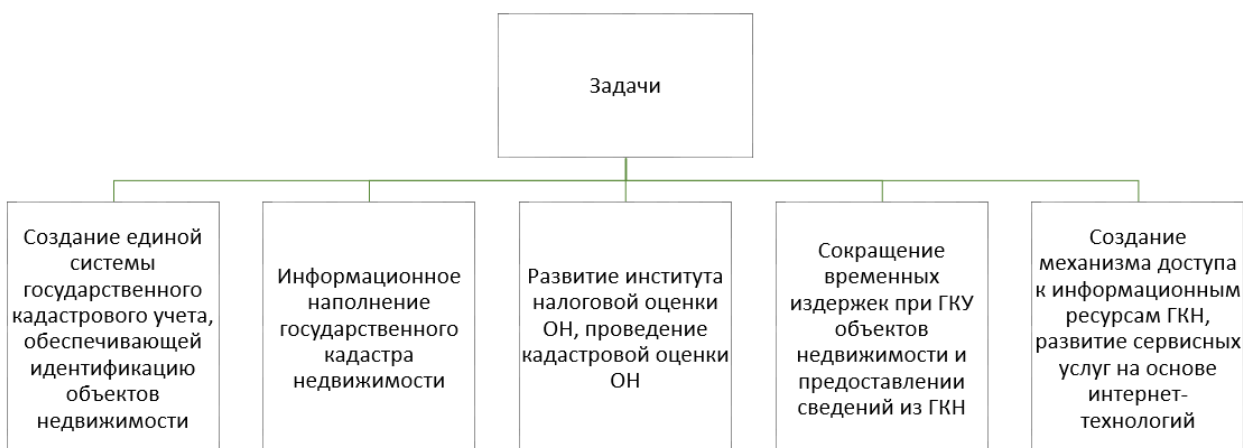 Задачи
Создание единой
системы
государственного
кадастрового учета,
обеспечивающей
идентификацию
объектов
недвижимости
Информационное
наполнение
государственного
кадастра
недвижимости
Развитие института
налоговой оценки
ОН, проведение
кадастровой оценки
ОН
Сокращение
временных
издержек при ГКУ
объектов
недвижимости и
предоставлении
сведений из ГКН
Создание
механизма доступа
к информационным
ресурсам ГКН,
развитие сервисных
услуг на основе
интернет-
технологий